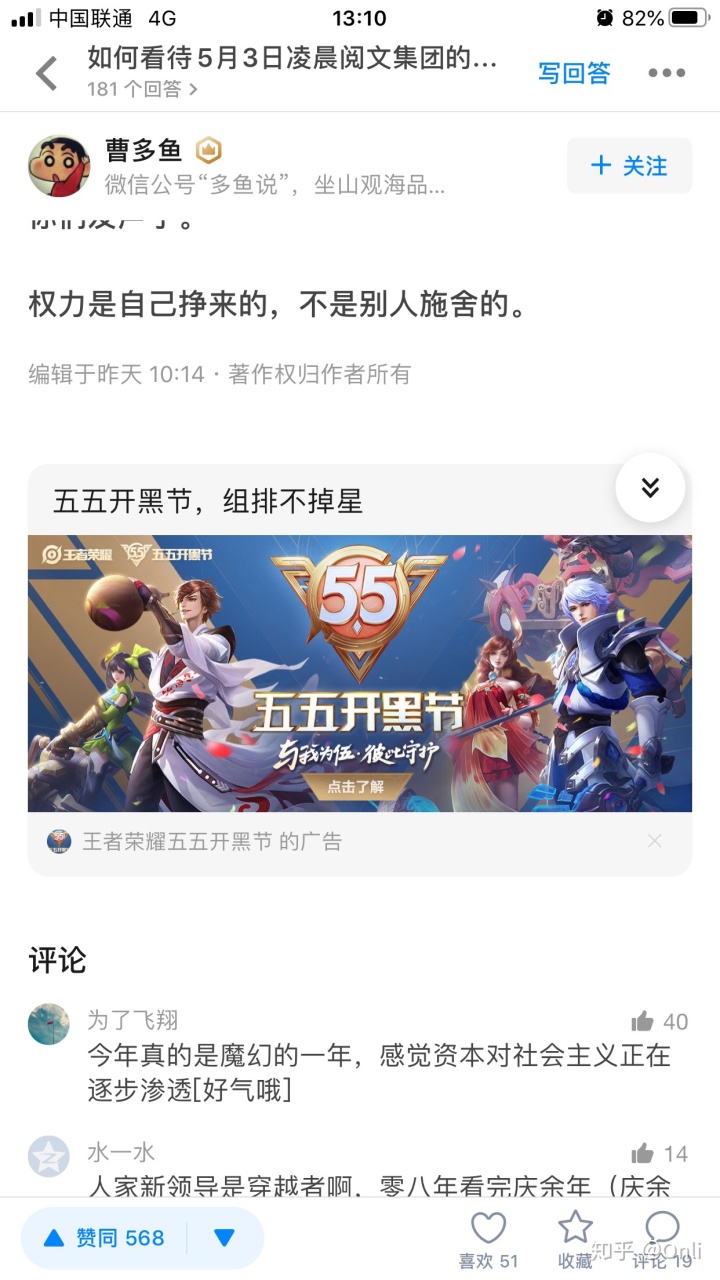 中国联通 4G 13:10 82%
如何看待5月3日凌晨阅文集团的...
181 个回答
写回答
曹多鱼
微信公号“多鱼说”，坐山观海品...
+ 关注
权力是自己挣来的，不是别人施舍的。
编辑于昨天 10:14 · 著作权归作者所有
五五开黑节，组排不掉星
王者荣耀 55 五五开黑节
55
五五开黑节
与我为伍·彼此守护
点击了解
王者荣耀五五开黑节 的广告
评论
为了飞翔 40
今年真的是魔幻的一年，感觉资本对社会主义正在
逐步渗透[好气哦]
水一水 14
人家新领导是穿越者啊，零八年看完庆余年（庆余
赞同 568
喜欢 51
收藏
评论 19
知乎 @Onli